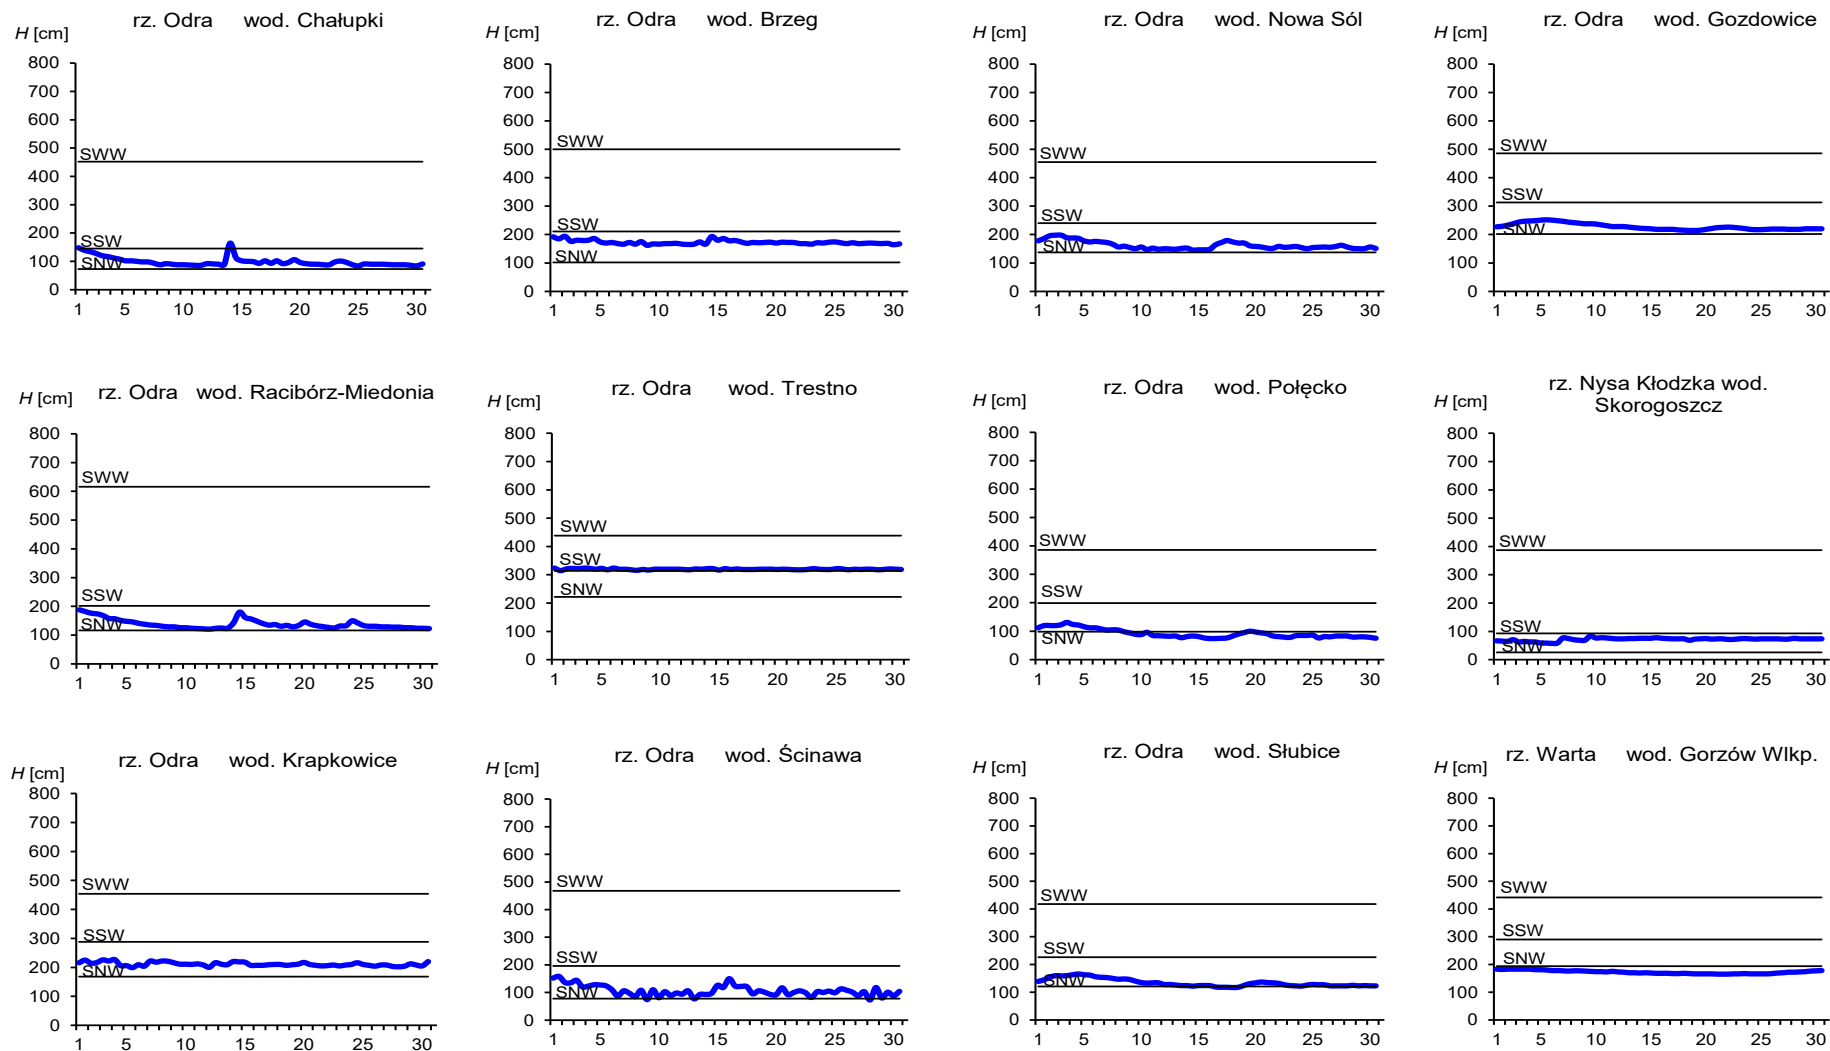 rz. Odra wod. Chałupki
H [cm]
800
700
600
500
400
300
200
100
0
SWW
SSW
SNW
1 5 10 15 20 25 30
rz. Odra wod. Brzeg
H [cm]
800
700
600
500
400
300
200
100
0
SWW
SSW
SNW
1 5 10 15 20 25 30
rz. Odra wod. Nowa Sól
H [cm]
800
700
600
500
400
300
200
100
0
SWW
SSW
SNW
1 5 10 15 20 25 30
rz. Odra wod. Gozdowice
H [cm]
800
700
600
500
400
300
200
100
0
SWW
SSW
SNW
1 5 10 15 20 25 30
rz. Odra wod. Racibórz-Miedonia
H [cm]
800
700
600
500
400
300
200
100
0
SWW
SSW
SNW
1 5 10 15 20 25 30
rz. Odra wod. Trestno
H [cm]
800
700
600
500
400
300
200
100
0
SWW
SSW
SNW
1 5 10 15 20 25 30
rz. Odra wod. Połęcko
H [cm]
800
700
600
500
400
300
200
100
0
SWW
SSW
SNW
1 5 10 15 20 25 30
rz. Nysa Kłodzka wod.
Skorogoszcz
H [cm]
800
700
600
500
400
300
200
100
0
SWW
SSW
SNW
1 5 10 15 20 25 30
rz. Odra wod. Krapkowice
H [cm]
800
700
600
500
400
300
200
100
0
SWW
SSW
SNW
1 5 10 15 20 25 30
rz. Odra wod. Ścinawa
H [cm]
800
700
600
500
400
300
200
100
0
SWW
SSW
SNW
1 5 10 15 20 25 30
rz. Odra wod. Słubice
H [cm]
800
700
600
500
400
300
200
100
0
SWW
SSW
SNW
1 5 10 15 20 25 30
rz. Warta wod. Gorzów Wlkp.
H [cm]
800
700
600
500
400
300
200
100
0
SWW
SSW
SNW
1 5 10 15 20 25 30